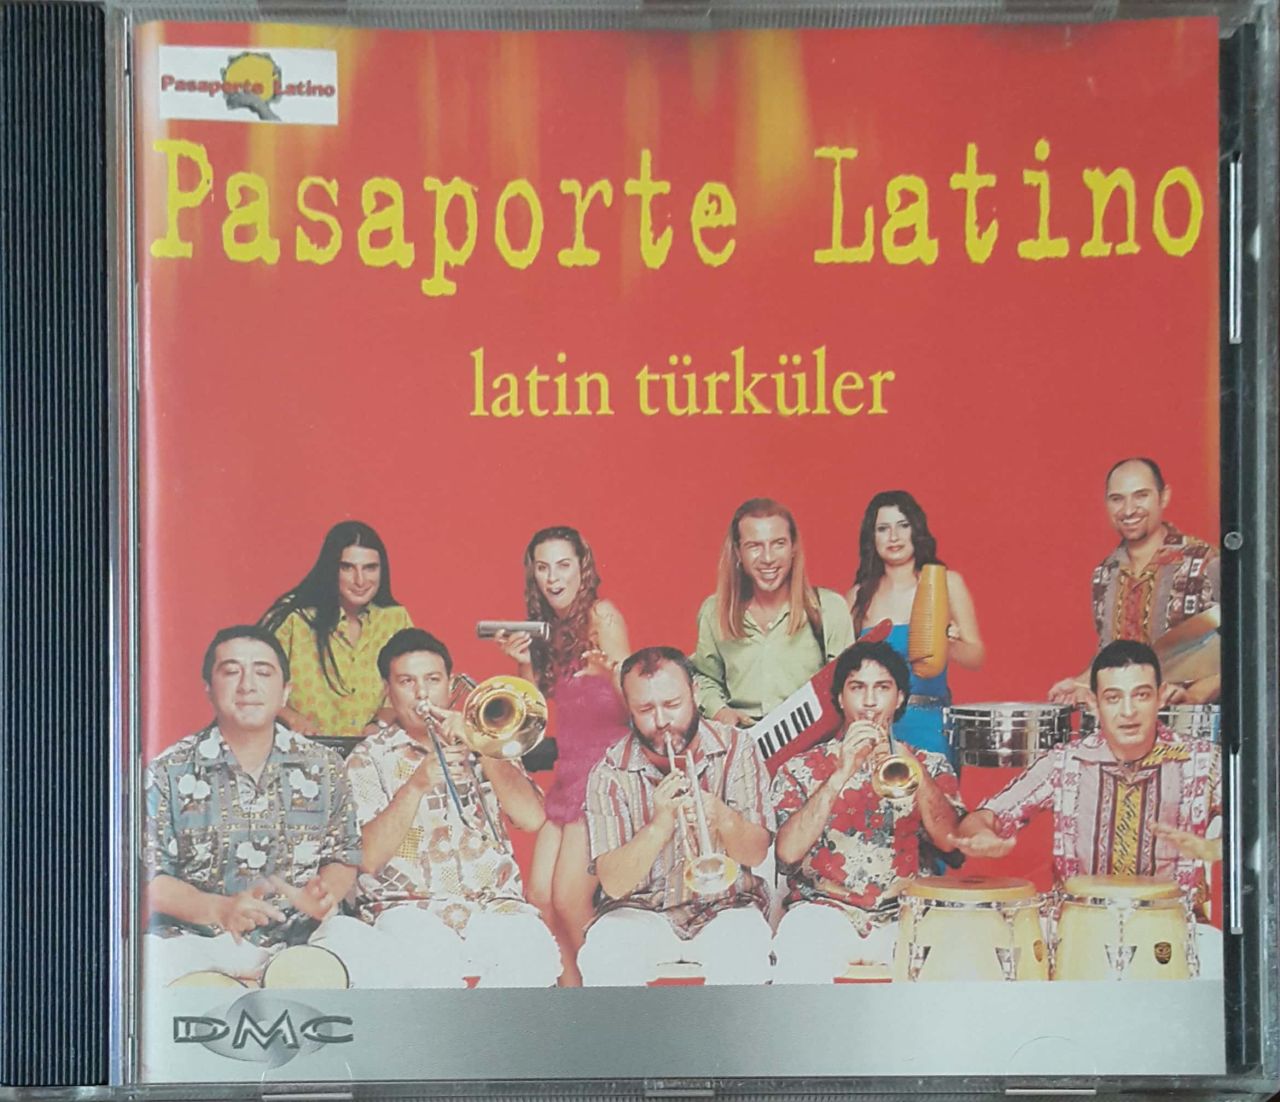 Pasaporte Latino
Pasaporte Latino
latin türküler
DMC